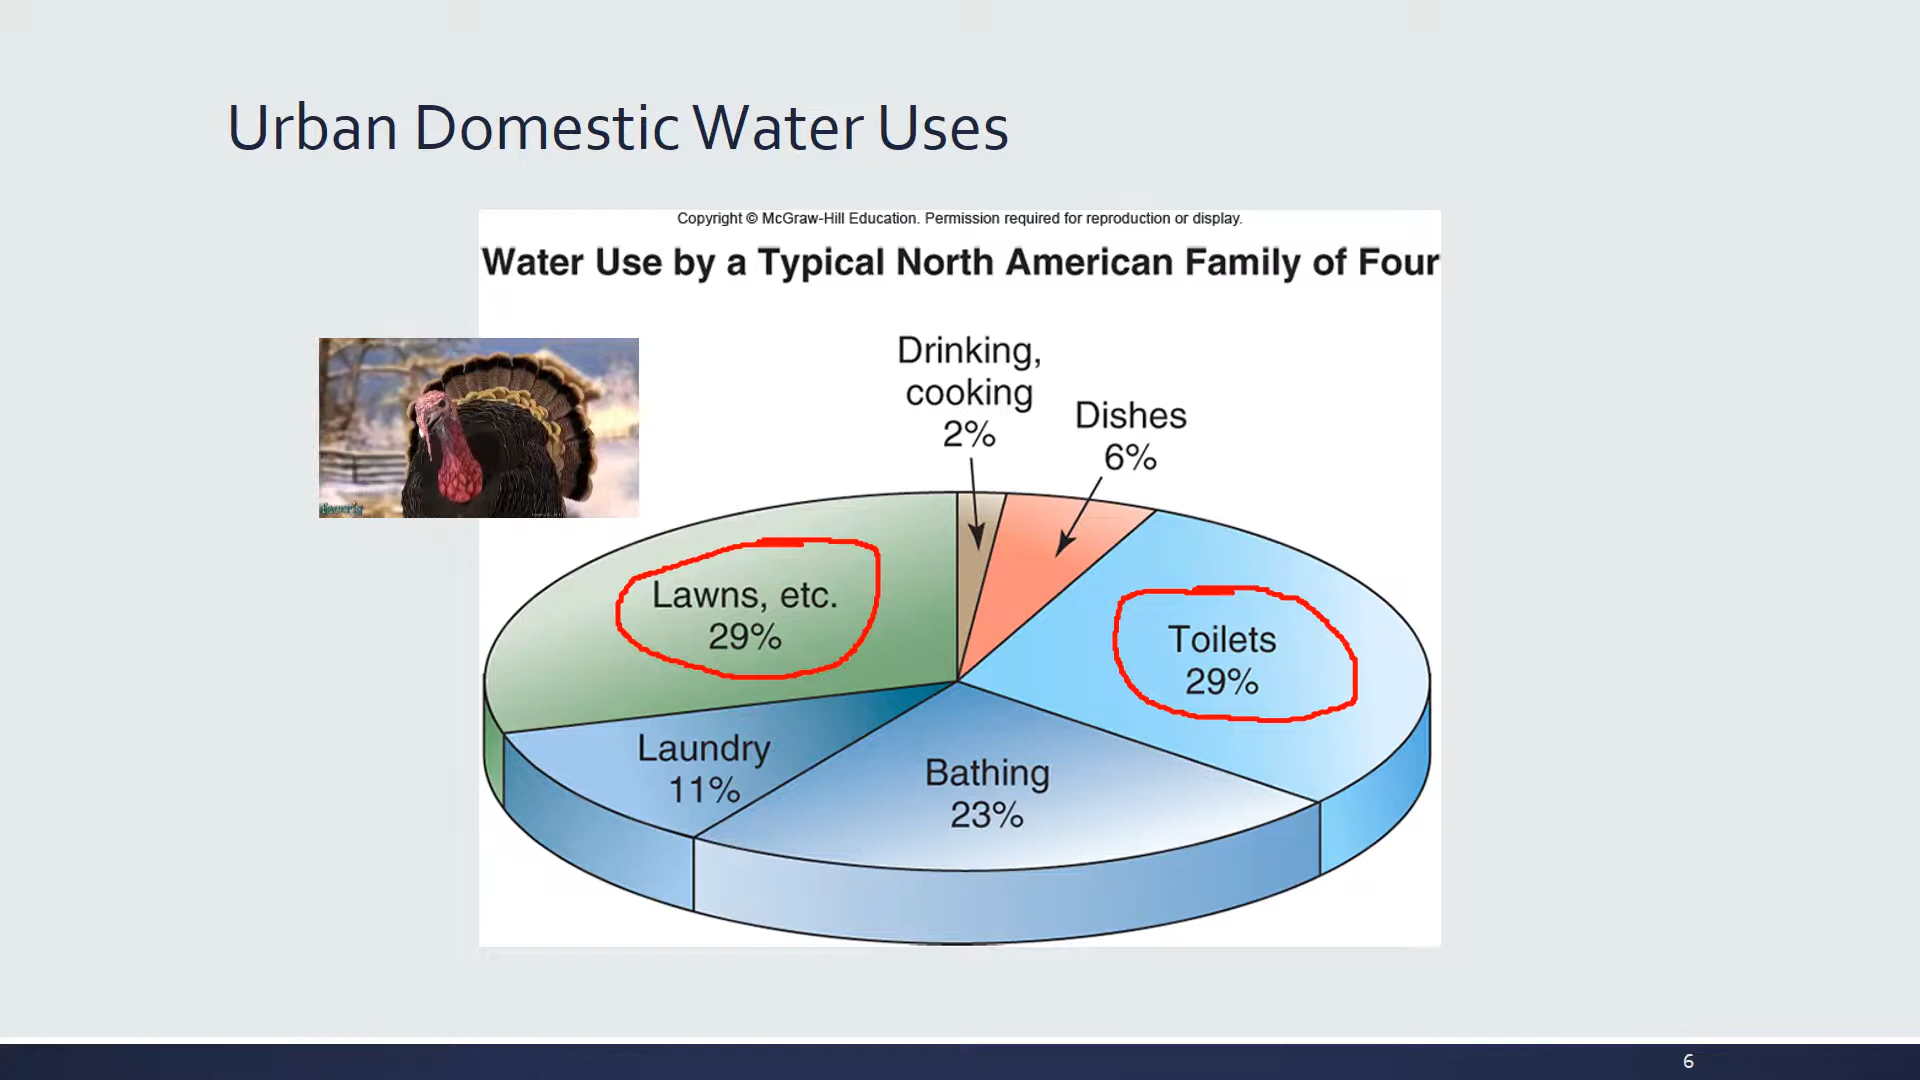 Urban Domestic Water Uses
Copyright © McGraw-Hill Education. Permission required for reproduction or display.
Water Use by a Typical North American Family of Four
Drinking,
cooking
2%
Dishes
6%
Lawns, etc.
29%
Toilets
29%
Laundry
11%
Bathing
23%
6